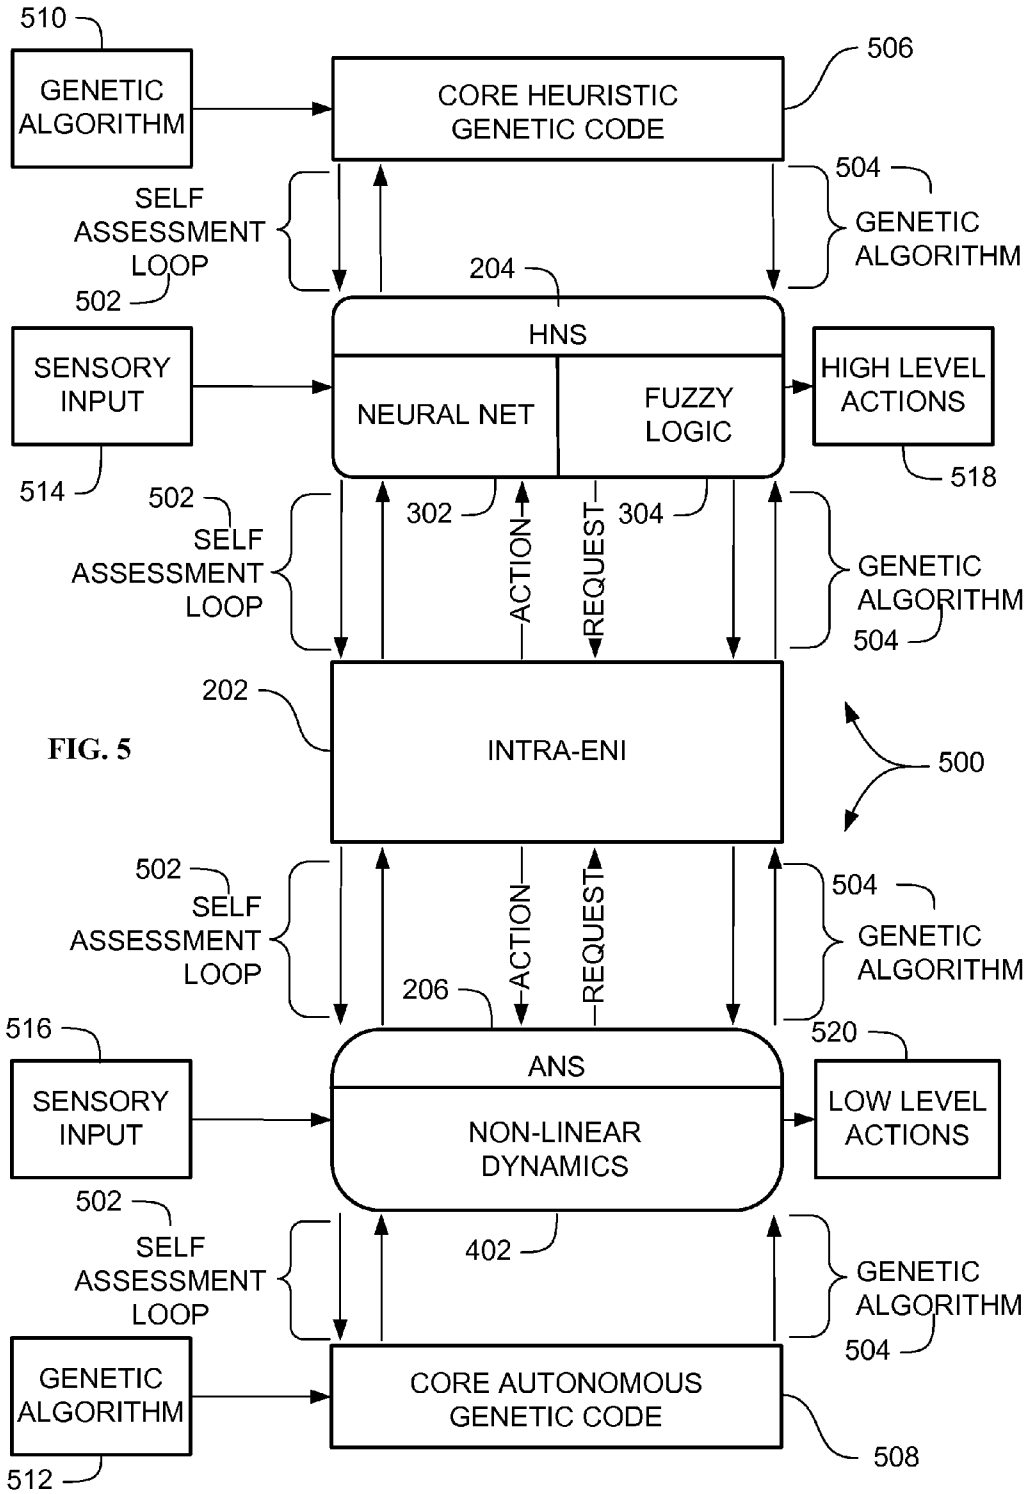 510
GENETIC
ALGORITHM
CORE HEURISTIC
GENETIC CODE
506
SELF
ASSESSMENT
LOOP
502
504
GENETIC
ALGORITHM
204
HNS
NEURAL NET
FUZZY
LOGIC
SENSORY
INPUT
514
HIGH LEVEL
ACTIONS
518
302
304
502
SELF
ASSESSMENT
LOOP
ACTION
REQUEST
GENETIC
ALGORITHM
504
202
INTRA-ENI
FIG. 5
500
502
SELF
ASSESSMENT
LOOP
ACTION
REQUEST
504
GENETIC
ALGORITHM
206
ANS
NON-LINEAR
DYNAMICS
516
SENSORY
INPUT
520
LOW LEVEL
ACTIONS
402
502
SELF
ASSESSMENT
LOOP
GENETIC
ALGORITHM
504
GENETIC
ALGORITHM
512
CORE AUTONOMOUS
GENETIC CODE
508